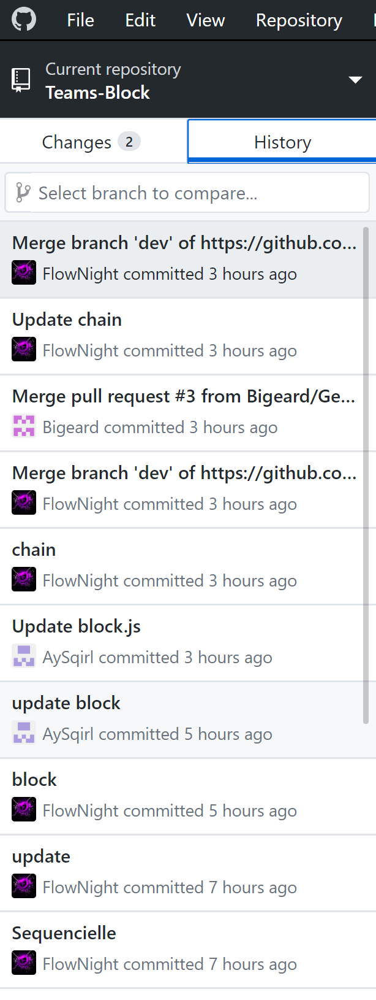 File Edit View Repository
Current repository
Teams-Block
Changes 2 History
Select branch to compare...
Merge branch 'dev' of https://github.co...
FlowNight committed 3 hours ago
Update chain
FlowNight committed 3 hours ago
Merge pull request #3 from Bigeard/Ge...
Bigeard committed 3 hours ago
Merge branch 'dev' of https://github.co...
FlowNight committed 3 hours ago
chain
FlowNight committed 3 hours ago
Update block.js
AySqirl committed 3 hours ago
update block
AySqirl committed 5 hours ago
block
FlowNight committed 5 hours ago
update
FlowNight committed 7 hours ago
Sequencielle
FlowNight committed 7 hours ago